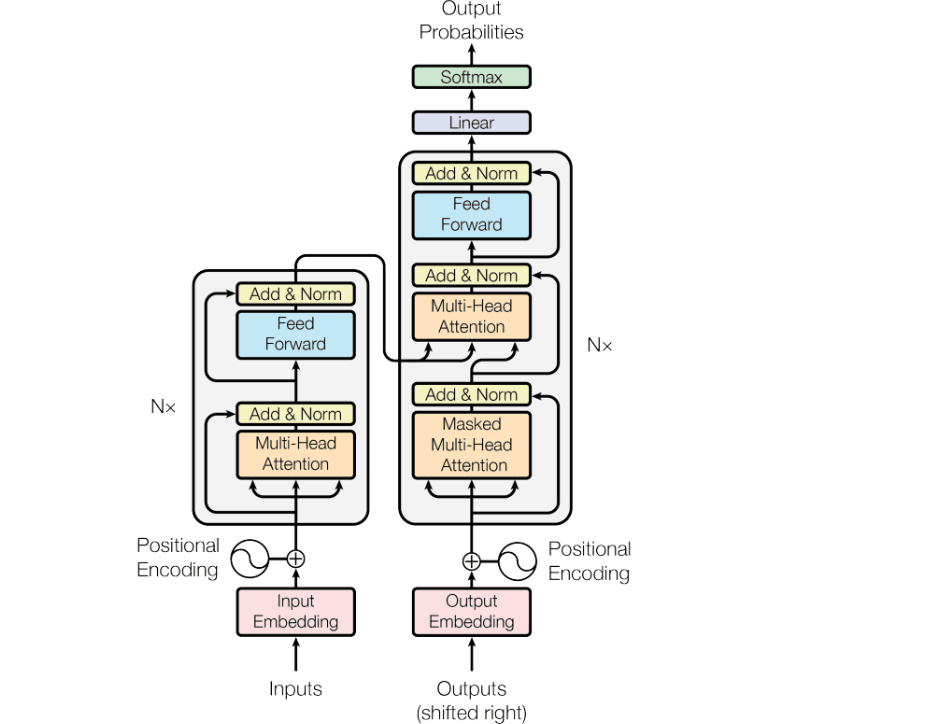 Output
Probabilities
Softmax
Linear
Add & Norm
Feed
Forward
Add & Norm
Multi-Head
Attention
Add & Norm
Masked
Multi-Head
Attention
N×
Positional
Encoding
Output
Embedding
Outputs
(shifted right)
Add & Norm
Feed
Forward
Add & Norm
Multi-Head
Attention
N×
Positional
Encoding
Input
Embedding
Inputs